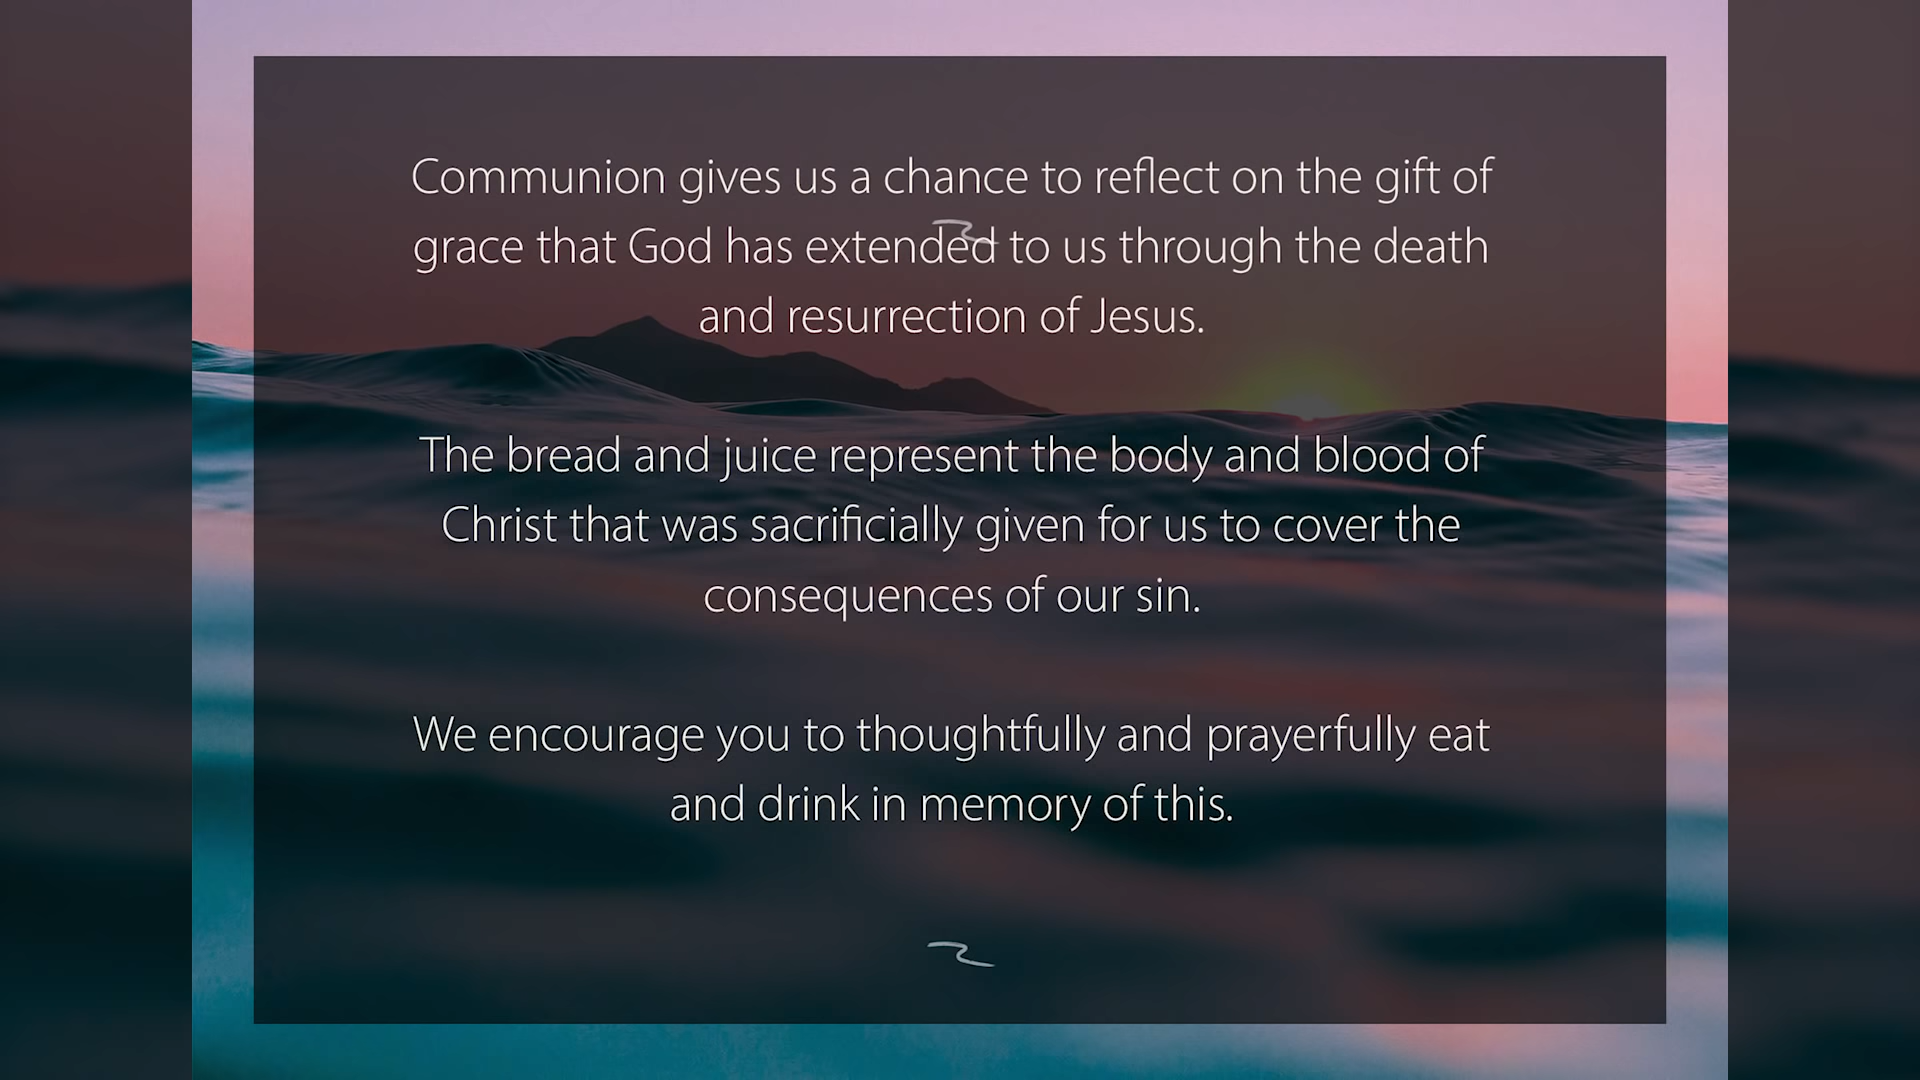 Communion gives us a chance to reflect on the gift of
grace that God has extended to us through the death
and resurrection of Jesus.
The bread and juice represent the body and blood of
Christ that was sacrificially given for us to cover the
consequences of our sin.
We encourage you to thoughtfully and prayerfully eat
and drink in memory of this.